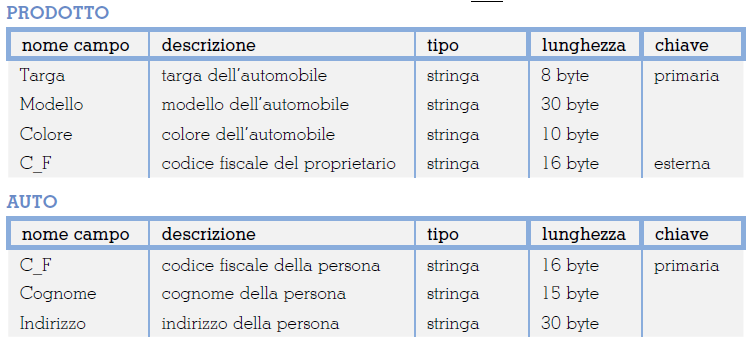 PRODOTTO
nome campo descrizione tipo lunghezza chiave
Targa targa dell'automobile stringa 8 byte primaria
Modello modello dell'automobile stringa 30 byte
Colore colore dell'automobile stringa 10 byte
C_F codice fiscale del proprietario stringa 16 byte esterna
AUTO
nome campo descrizione tipo lunghezza chiave
C_F codice fiscale della persona stringa 16 byte primaria
Cognome cognome della persona stringa 15 byte
Indirizzo indirizzo della persona stringa 30 byte